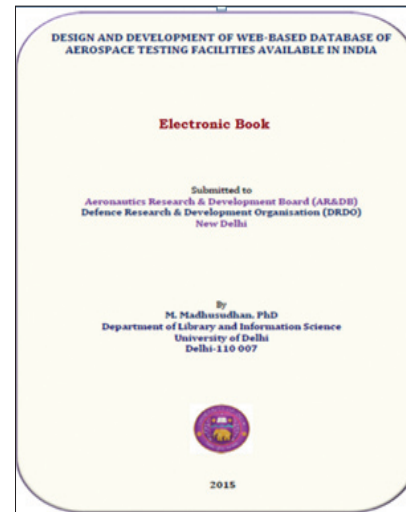 DESIGN AND DEVELOPMENT OF WEB-BASED DATABASE OF
AEROSPACE TESTING FACILITIES AVAILABLE IN INDIA
Electronic Book
Submitted to
Aeronautics Research & Development Board (AR&DB)
Defence Research & Development Organisation (DRDO)
New Delhi
By
M. Madhusudhan, PhD
Department of Library and Information Science
University of Delhi
Delhi-110 007
2015